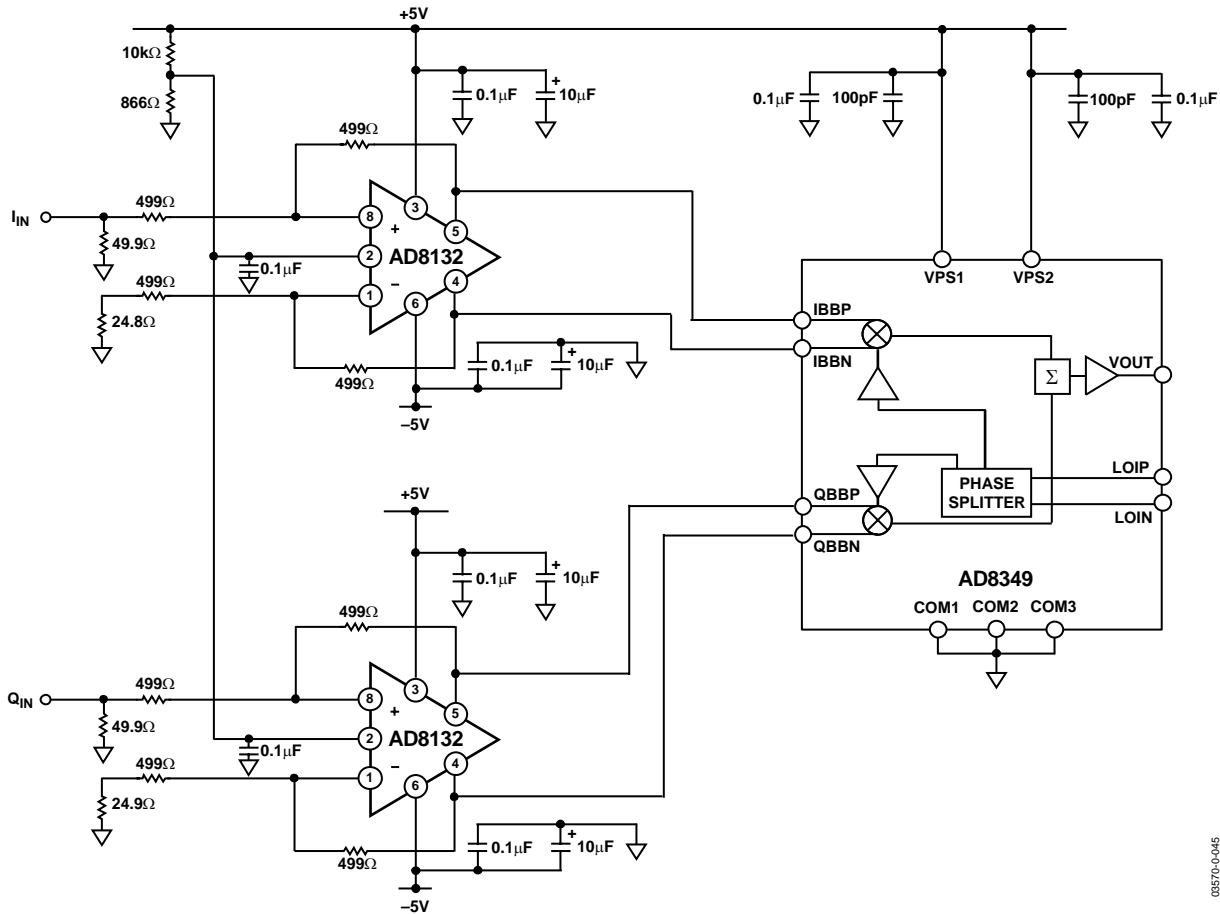 +5V
10kΩ
866Ω
0.1μF
+
10μF
0.1μF
100pF
100pF
0.1μF
499Ω
I_IN
499Ω
49.9Ω
8
+
3
5
2
AD8132
0.1μF
499Ω
1
−
4
6
24.8Ω
499Ω
0.1μF
+
10μF
−5V
VPS1
VPS2
IBBP
IBBN
Σ
VOUT
PHASE
SPLITTER
LOIP
LOIN
QBBP
QBBN
AD8349
COM1
COM2
COM3
+5V
0.1μF
+
10μF
499Ω
Q_IN
499Ω
49.9Ω
8
+
3
5
2
AD8132
0.1μF
499Ω
1
−
4
6
24.9Ω
499Ω
0.1μF
+
10μF
−5V
03570-0-045